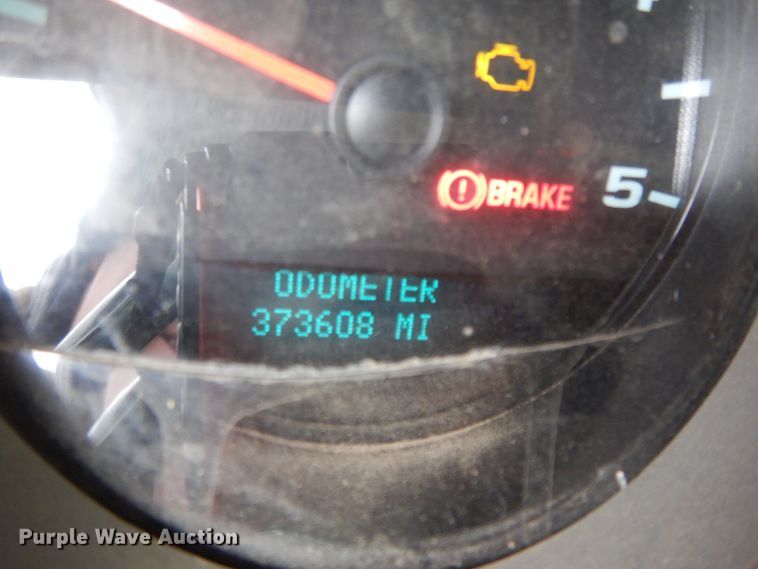 BRAKE
5
ODOMETER
373608 MI
Purple Wave Auction